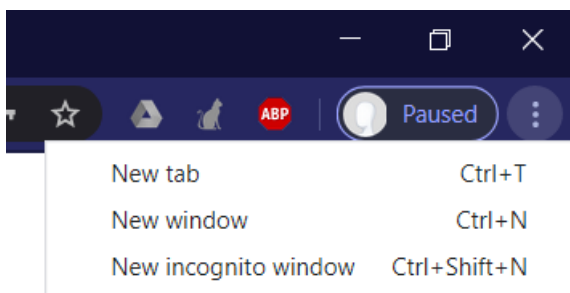 ABP Paused
New tab Ctrl+T
New window Ctrl+N
New incognito window Ctrl+Shift+N